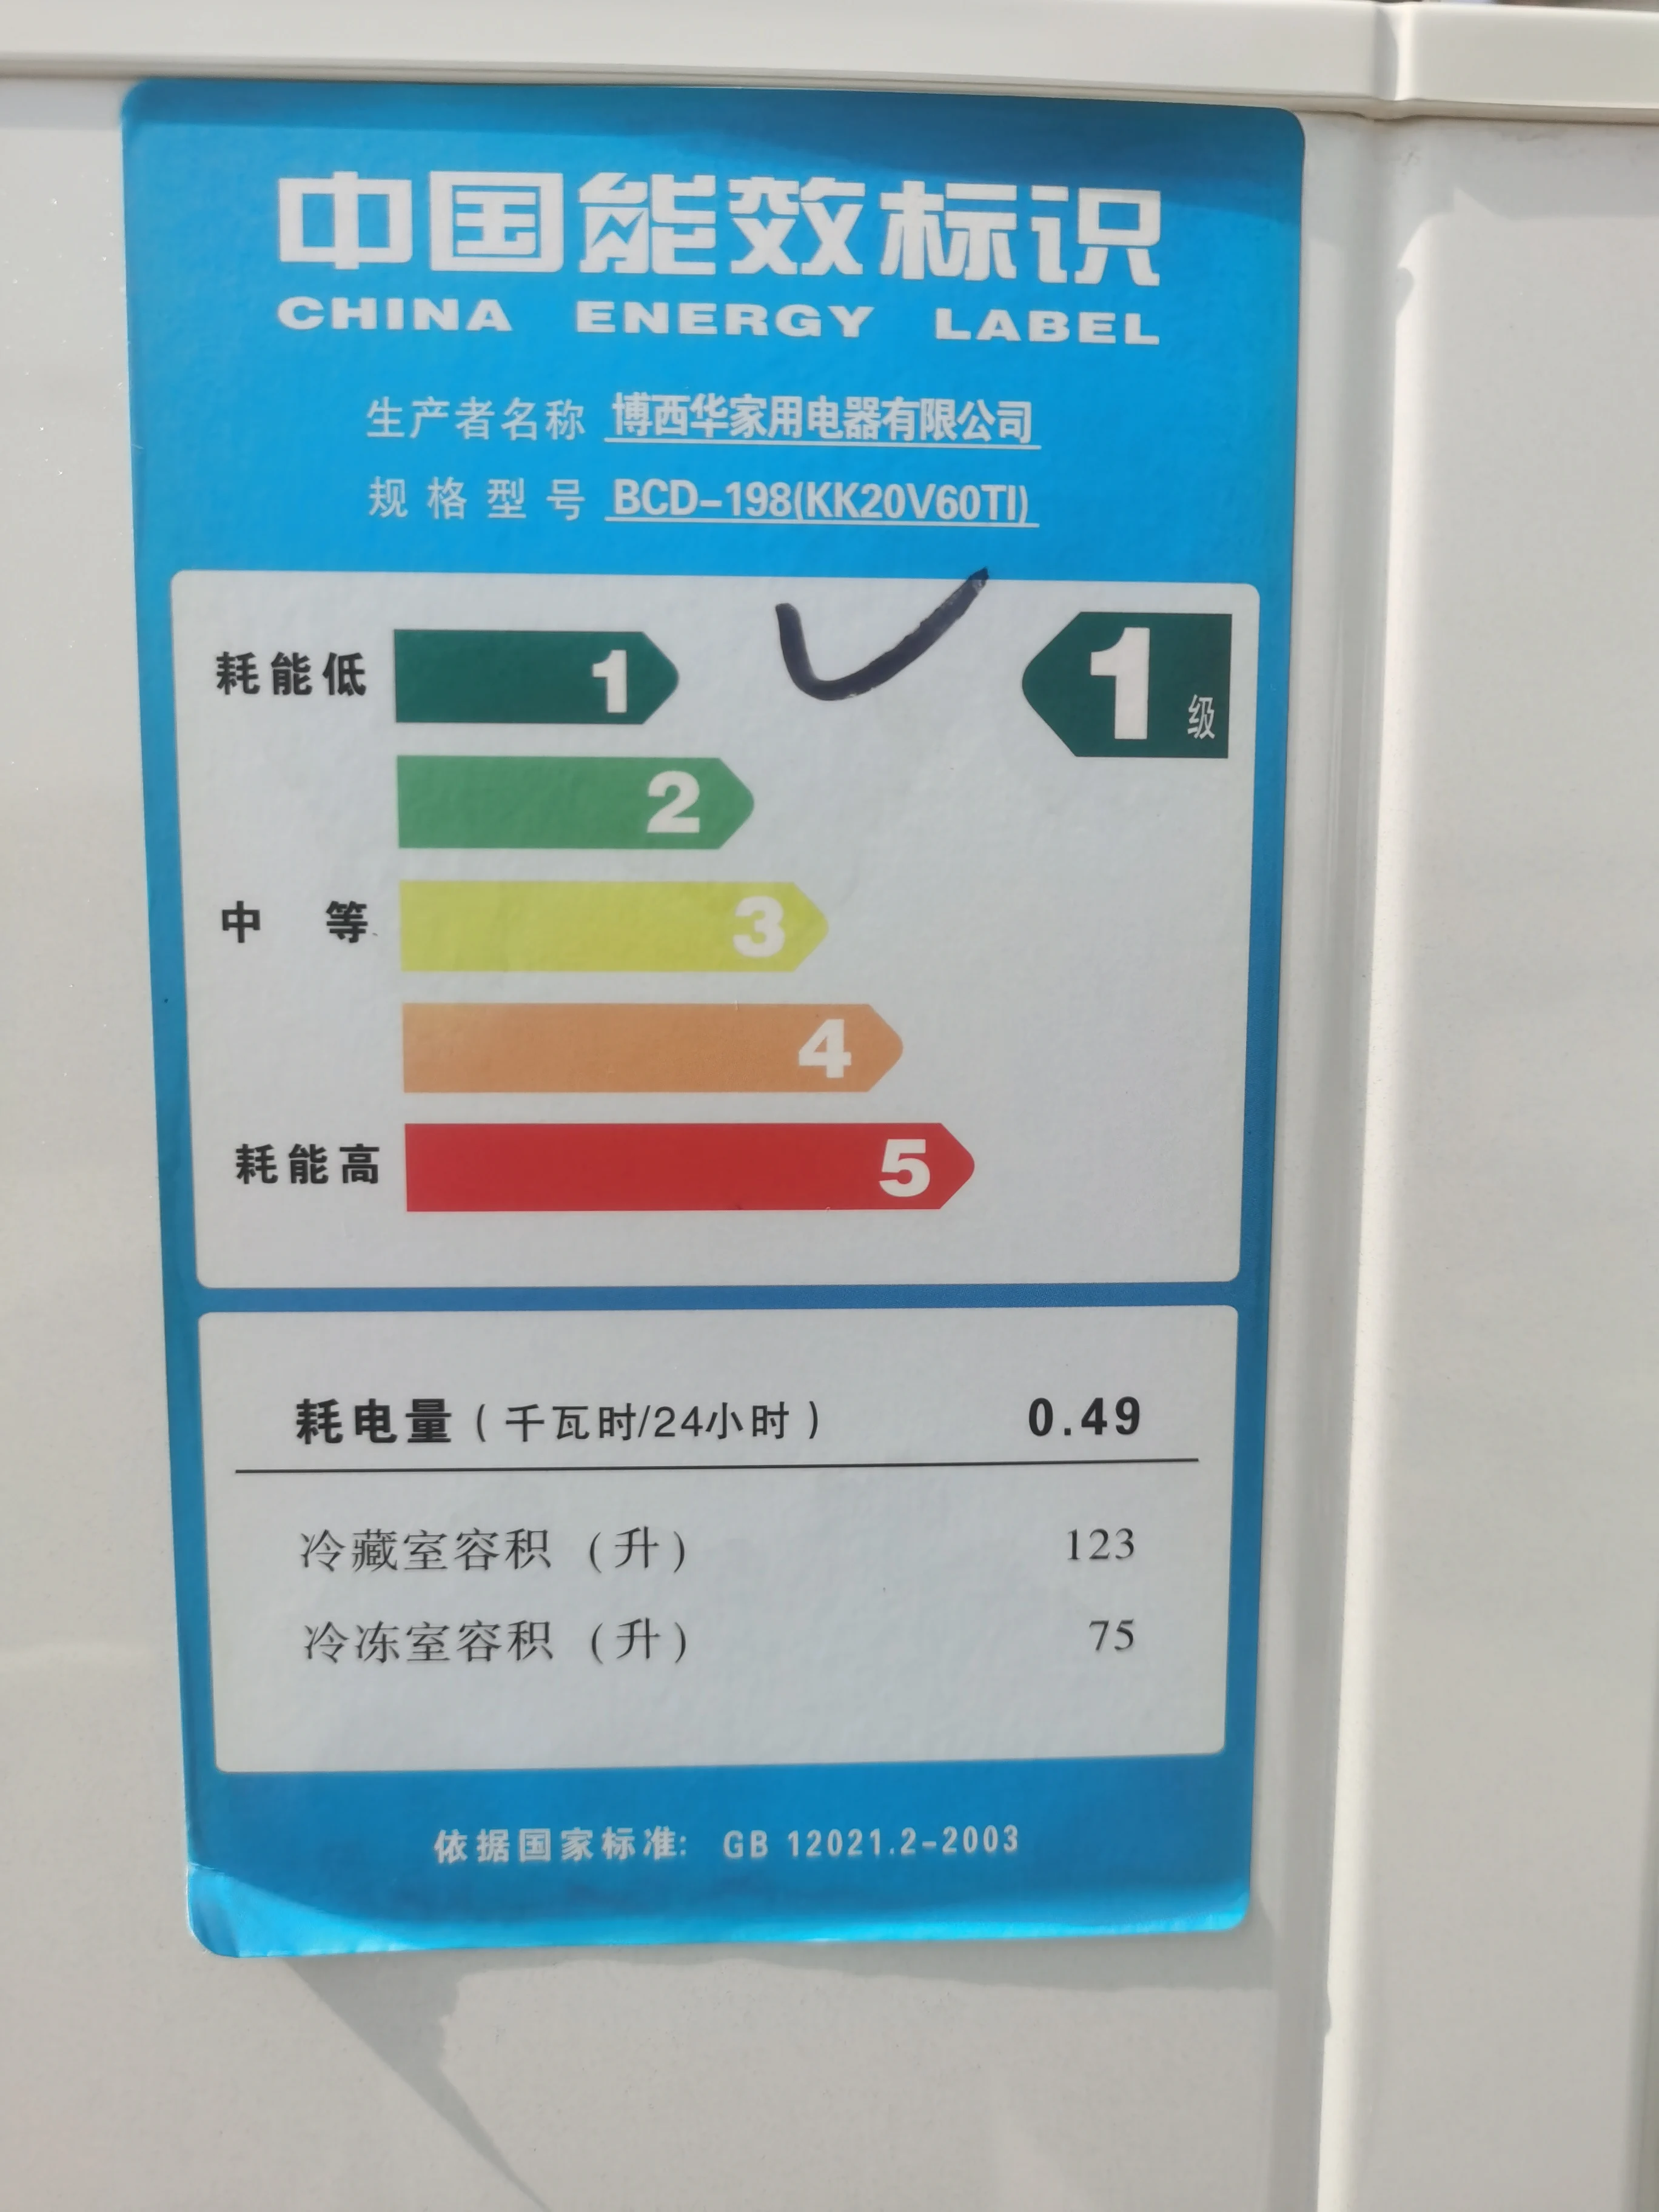 中国能效标识
CHINA ENERGY LABEL
生产者名称 博西华家用电器有限公司
规格型号 BCD-198(KK20V60TI)
耗能低 1 1级
2
中等 3
4
耗能高 5
耗电量(千瓦时/24小时) 0.49
冷藏室容积(升) 123
冷冻室容积(升) 75
依据国家标准: GB 12021.2-2003